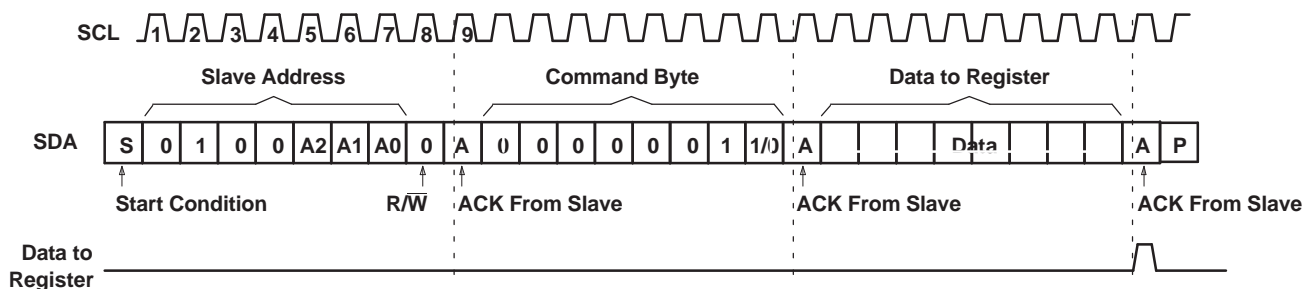 SCL 1 2 3 4 5 6 7 8 9
Slave Address Command Byte Data to Register
SDA S 0 1 0 0 A2 A1 A0 0 A 0 0 0 0 0 0 1 1/0 A Data A P
Start Condition R/W̅ ACK From Slave ACK From Slave ACK From Slave
Data to
Register